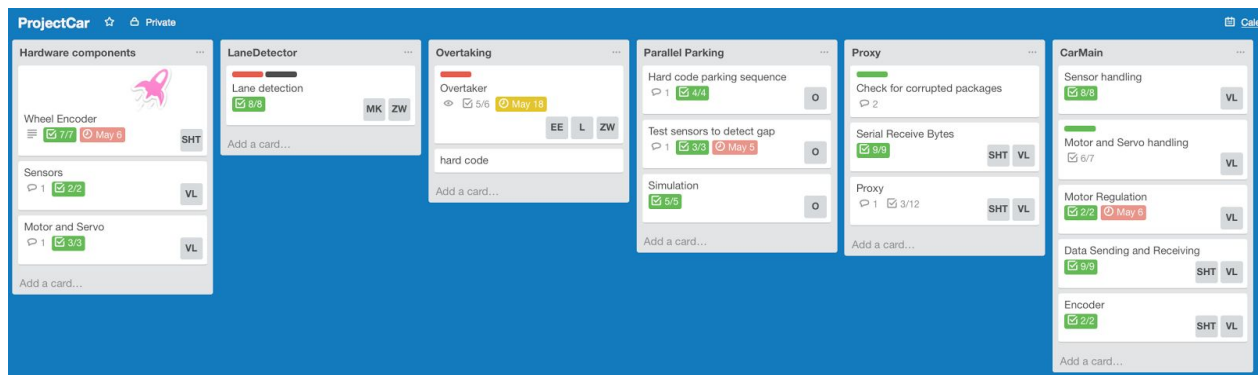 ProjectCar Private Cale
Hardware components ...
Wheel Encoder
7/7 May 6 SHT
Sensors
1 2/2 VL
Motor and Servo
1 3/3 VL
Add a card...
LaneDetector ...
Lane detection
8/8 MK ZW
Add a card...
Overtaking ...
Overtaker
5/6 May 18
EE L ZW
hard code
Add a card...
Parallel Parking ...
Hard code parking sequence
1 4/4 O
Test sensors to detect gap
1 3/3 May 5 O
Simulation
5/5 O
Add a card...
Proxy ...
Check for corrupted packages
2
Serial Receive Bytes
9/9 SHT VL
Proxy
1 3/12 SHT VL
Add a card...
CarMain ...
Sensor handling
8/8 VL
Motor and Servo handling
6/7 VL
Motor Regulation
2/2 May 6 VL
Data Sending and Receiving
9/9 SHT VL
Encoder
2/2 SHT VL
Add a card...